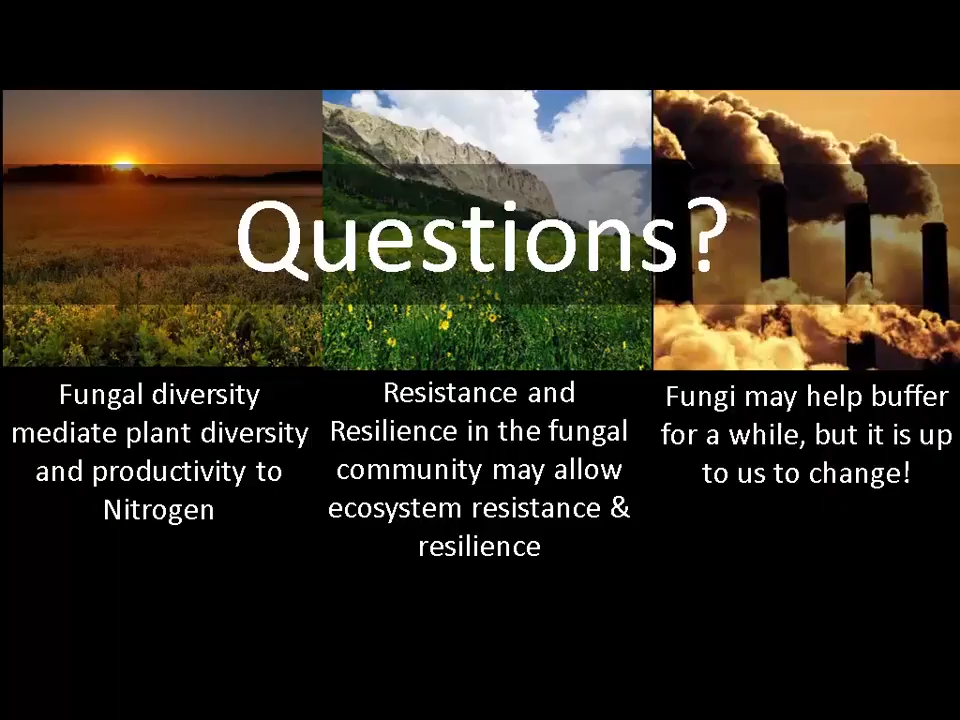 Questions?
Fungal diversity
mediate plant diversity
and productivity to
Nitrogen
Resistance and
Resilience in the fungal
community may allow
ecosystem resistance &
resilience
Fungi may help buffer
for a while, but it is up
to us to change!